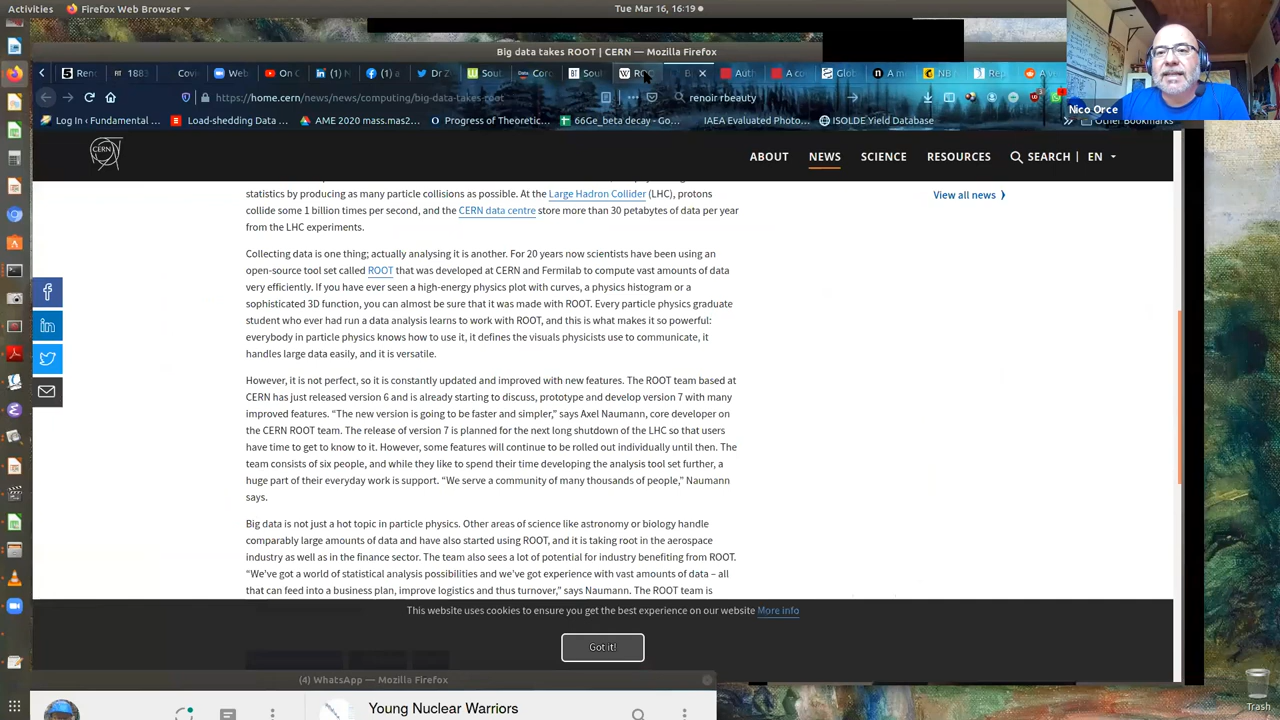 Activities
Firefox Web Browser
Tue Mar 16, 16:19
Big data takes ROOT | CERN — Mozilla Firefox
Ren
1883
Covi
Web
On C
(1) N
(1) a
Dr Z
Sout
Coro
Sout
RO
Auth
A co
Glob
A m
NB
Rep
A ve
Nico Orce
https://home.cern/news/news/computing/big-data-takes-root
renoir rbeauty
Log In ‹ Fundamental ...
Load-shedding Data ...
AME 2020 mass_mas2...
Progress of Theoretic...
66Ge_beta decay - Go...
IAEA Evaluated Photo...
ISOLDE Yield Database
Other Bookmarks
CERN
ABOUT
NEWS
SCIENCE
RESOURCES
SEARCH | EN
statistics by producing as many particle collisions as possible. At the Large Hadron Collider (LHC), protons
View all news
collide some 1 billion times per second, and the CERN data centre store more than 30 petabytes of data per year
from the LHC experiments.
Collecting data is one thing; actually analysing it is another. For 20 years now scientists have been using an
open-source tool set called ROOT that was developed at CERN and Fermilab to compute vast amounts of data
very efficiently. If you have ever seen a high-energy physics plot with curves, a physics histogram or a
sophisticated 3D function, you can almost be sure that it was made with ROOT. Every particle physics graduate
student who ever had run a data analysis learns to work with ROOT, and this is what makes it so powerful:
everybody in particle physics knows how to use it, it defines the visuals physicists use to communicate, it
handles large data easily, and it is versatile.
However, it is not perfect, so it is constantly updated and improved with new features. The ROOT team based at
CERN has just released version 6 and is already starting to discuss, prototype and develop version 7 with many
improved features. “The new version is going to be faster and simpler,” says Axel Naumann, core developer on
the CERN ROOT team. The release of version 7 is planned for the next long shutdown of the LHC so that users
have time to get to know to it. However, some features will continue to be rolled out individually until then. The
team consists of six people, and while they like to spend their time developing the analysis tool set further, a
huge part of their everyday work is support. “We serve a community of many thousands of people,” Naumann
says.
Big data is not just a hot topic in particle physics. Other areas of science like astronomy or biology handle
comparably large amounts of data and have also started using ROOT, and it is taking root in the aerospace
industry as well as in the finance sector. The team also sees a lot of potential for industry benefiting from ROOT.
“We’ve got a world of statistical analysis possibilities and we’ve got experience with vast amounts of data – all
that can feed into a business plan, improve logistics and thus turnover,” says Naumann. The ROOT team is
This website uses cookies to ensure you get the best experience on our website More info
Got it!
(4) WhatsApp — Mozilla Firefox
Young Nuclear Warriors
Trash